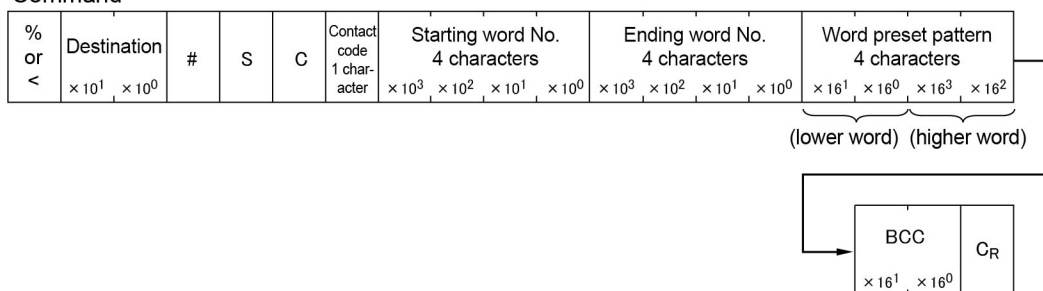 Command
%
or
<
Destination
× 10¹ × 10⁰
#
S
C
Contact
code
1 char-
acter
Starting word No.
4 characters
× 10³ × 10² × 10¹ × 10⁰
Ending word No.
4 characters
× 10³ × 10² × 10¹ × 10⁰
Word preset pattern
4 characters
× 16¹ × 16⁰ × 16³ × 16²
(lower word) (higher word)
BCC
× 16¹ × 16⁰
CR